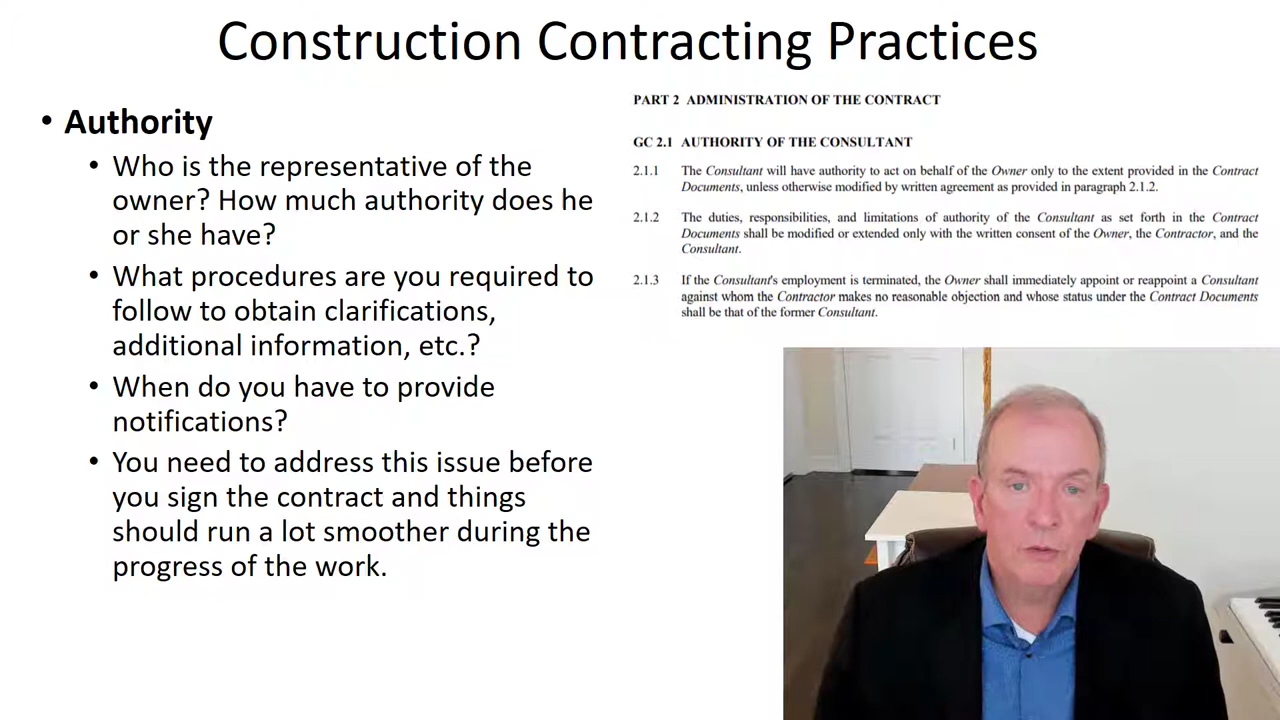 Construction Contracting Practices
• Authority
• Who is the representative of the
owner? How much authority does he
or she have?
• What procedures are you required to
follow to obtain clarifications,
additional information, etc.?
• When do you have to provide
notifications?
• You need to address this issue before
you sign the contract and things
should run a lot smoother during the
progress of the work.
PART 2 ADMINISTRATION OF THE CONTRACT
GC 2.1 AUTHORITY OF THE CONSULTANT
2.1.1 The Consultant will have authority to act on behalf of the Owner only to the extent provided in the Contract
Documents, unless otherwise modified by written agreement as provided in paragraph 2.1.2.
2.1.2 The duties, responsibilities, and limitations of authority of the Consultant as set forth in the Contract
Documents shall be modified or extended only with the written consent of the Owner, the Contractor, and the
Consultant.
2.1.3 If the Consultant's employment is terminated, the Owner shall immediately appoint or reappoint a Consultant
against whom the Contractor makes no reasonable objection and whose status under the Contract Documents
shall be that of the former Consultant.